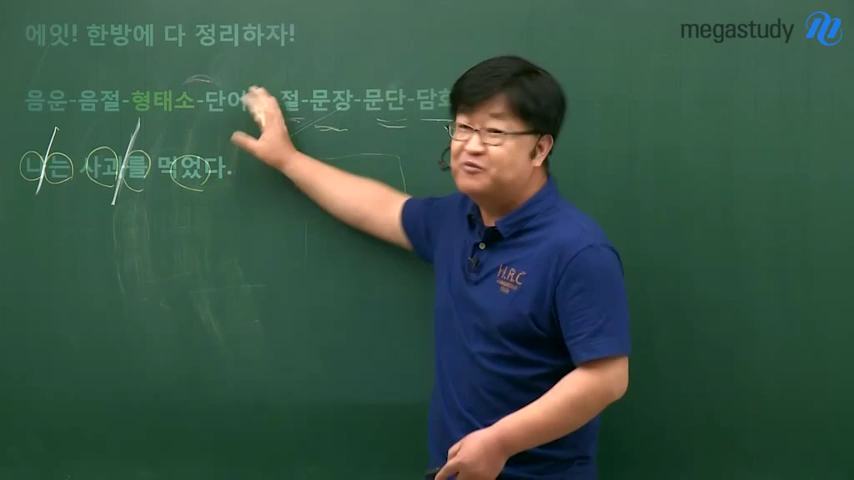 megastudy
에잇! 한방에 다 정리하자!
음운-음절-형태소-단어 절-문장-문단-담화
나는 사과를 먹었다.
H.R.C